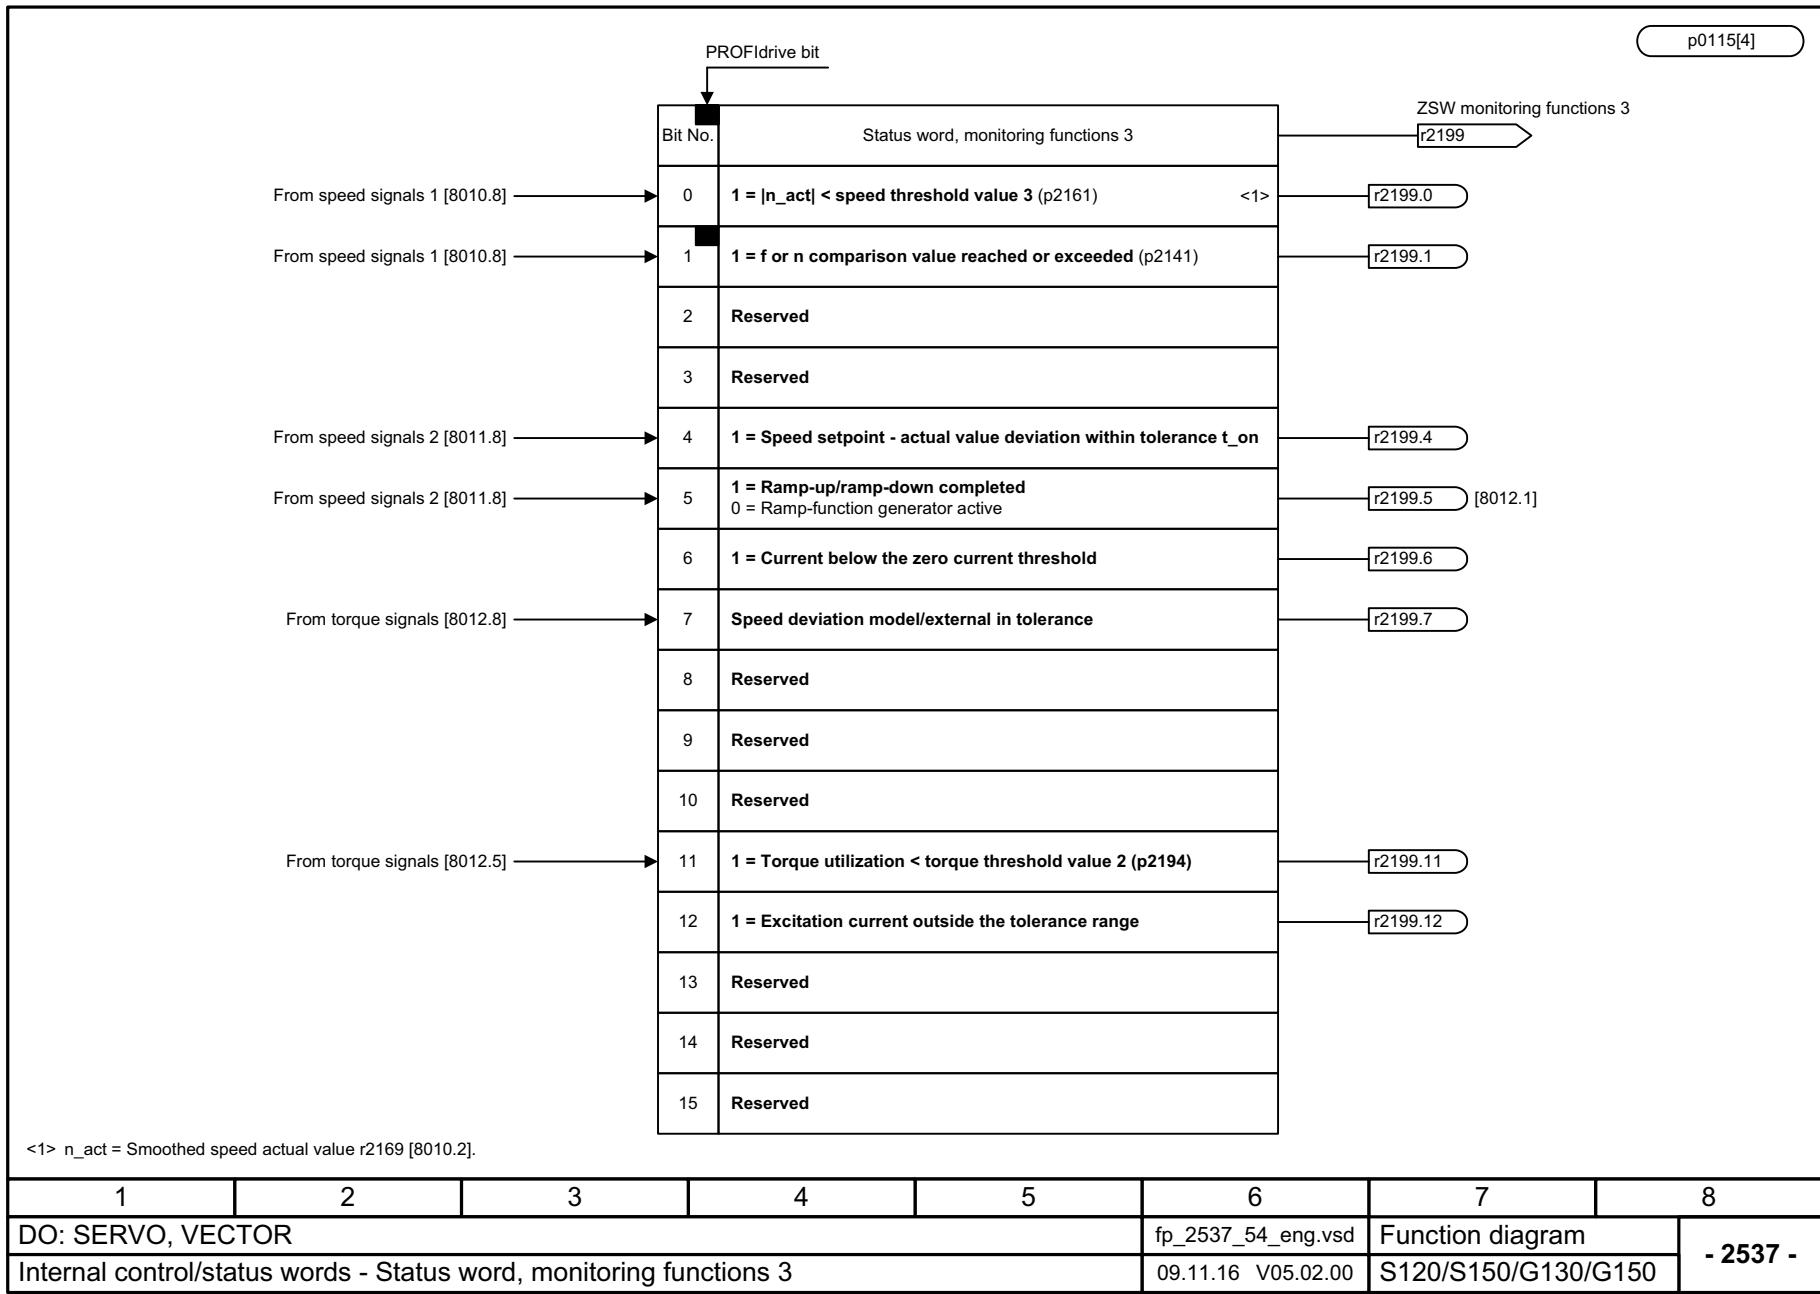 p0115[4]
PROFIdrive bit
ZSW monitoring functions 3
Bit No. Status word, monitoring functions 3 r2199
From speed signals 1 [8010.8] 0 1 = |n_act| < speed threshold value 3 (p2161) <1> r2199.0
From speed signals 1 [8010.8] 1 1 = f or n comparison value reached or exceeded (p2141) r2199.1
2 Reserved
3 Reserved
From speed signals 2 [8011.8] 4 1 = Speed setpoint - actual value deviation within tolerance t_on r2199.4
1 = Ramp-up/ramp-down completed
From speed signals 2 [8011.8] 5 r2199.5 [8012.1]
0 = Ramp-function generator active
6 1 = Current below the zero current threshold r2199.6
From torque signals [8012.8] 7 Speed deviation model/external in tolerance r2199.7
8 Reserved
9 Reserved
10 Reserved
From torque signals [8012.5] 11 1 = Torque utilization < torque threshold value 2 (p2194) r2199.11
12 1 = Excitation current outside the tolerance range r2199.12
13 Reserved
14 Reserved
15 Reserved
<1> n_act = Smoothed speed actual value r2169 [8010.2].
1 2 3 4 5 6 7 8
DO: SERVO, VECTOR fp_2537_54_eng.vsd Function diagram
- 2537 -
Internal control/status words - Status word, monitoring functions 3 09.11.16 V05.02.00 S120/S150/G130/G150